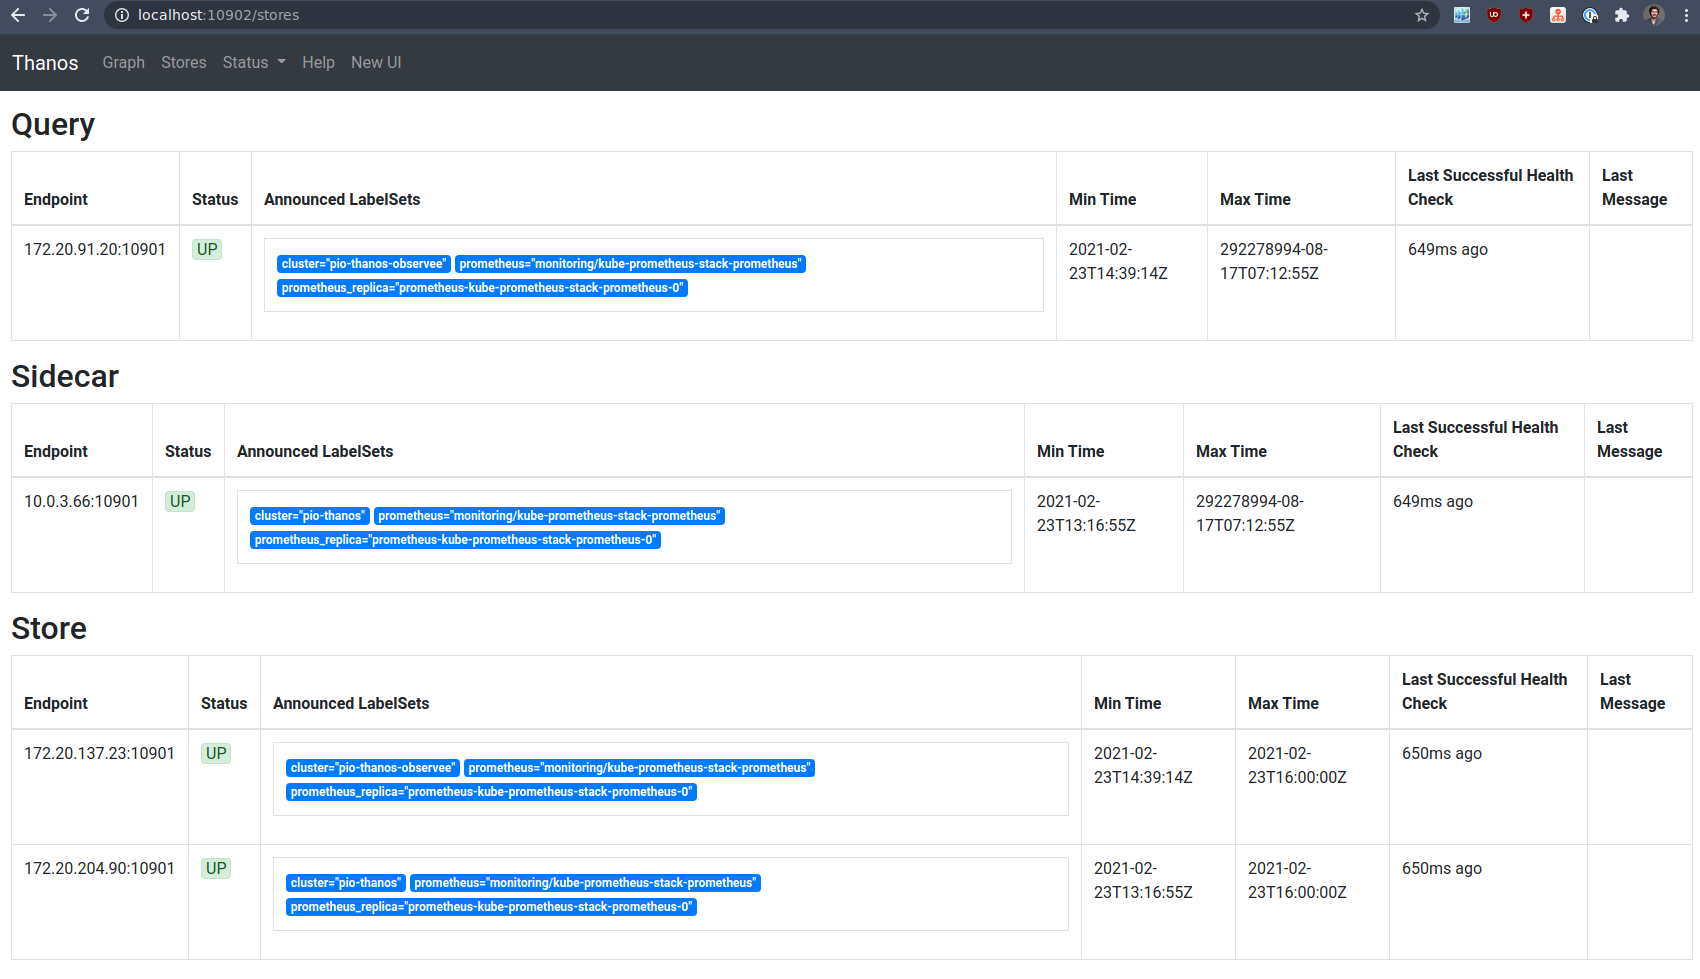 localhost:10902/stores
Thanos Graph Stores Status Help New UI
Query
Endpoint Status Announced LabelSets Min Time Max Time Last Successful Health Check Last Message
172.20.91.20:10901 UP cluster="pio-thanos-observee" prometheus="monitoring/kube-prometheus-stack-prometheus" 2021-02- 292278994-08- 649ms ago
prometheus_replica="prometheus-kube-prometheus-stack-prometheus-0" 23T14:39:14Z 17T07:12:55Z
Sidecar
Endpoint Status Announced LabelSets Min Time Max Time Last Successful Health Check Last Message
10.0.3.66:10901 UP cluster="pio-thanos" prometheus="monitoring/kube-prometheus-stack-prometheus" 2021-02- 292278994-08- 649ms ago
prometheus_replica="prometheus-kube-prometheus-stack-prometheus-0" 23T13:16:55Z 17T07:12:55Z
Store
Endpoint Status Announced LabelSets Min Time Max Time Last Successful Health Check Last Message
172.20.137.23:10901 UP cluster="pio-thanos-observee" prometheus="monitoring/kube-prometheus-stack-prometheus" 2021-02- 2021-02- 650ms ago
prometheus_replica="prometheus-kube-prometheus-stack-prometheus-0" 23T14:39:14Z 23T16:00:00Z
172.20.204.90:10901 UP cluster="pio-thanos" prometheus="monitoring/kube-prometheus-stack-prometheus" 2021-02- 2021-02- 650ms ago
prometheus_replica="prometheus-kube-prometheus-stack-prometheus-0" 23T13:16:55Z 23T16:00:00Z